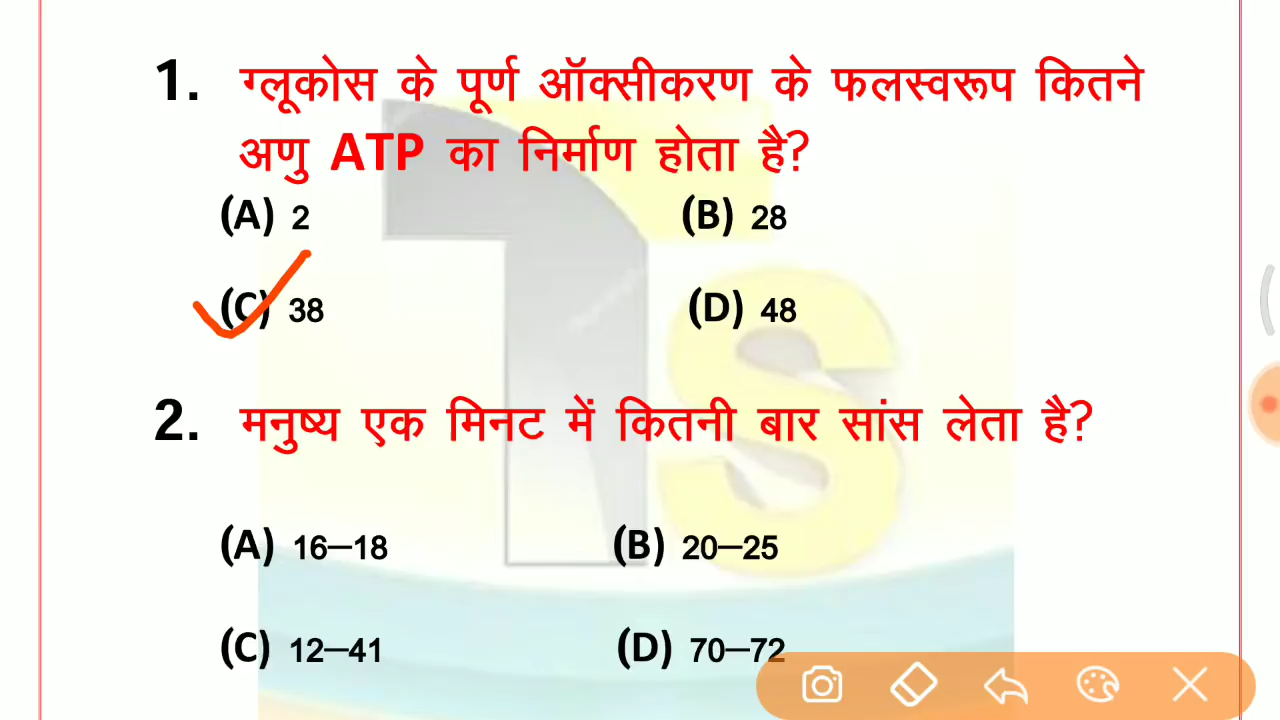 1. ग्लूकोस के पूर्ण ऑक्सीकरण के फलस्वरूप कितने
अणु ATP का निर्माण होता है?
(A) 2 (B) 28
(C) 38 (D) 48
2. मनुष्य एक मिनट में कितनी बार सांस लेता है?
(A) 16–18 (B) 20–25
(C) 12–41 (D) 70–72